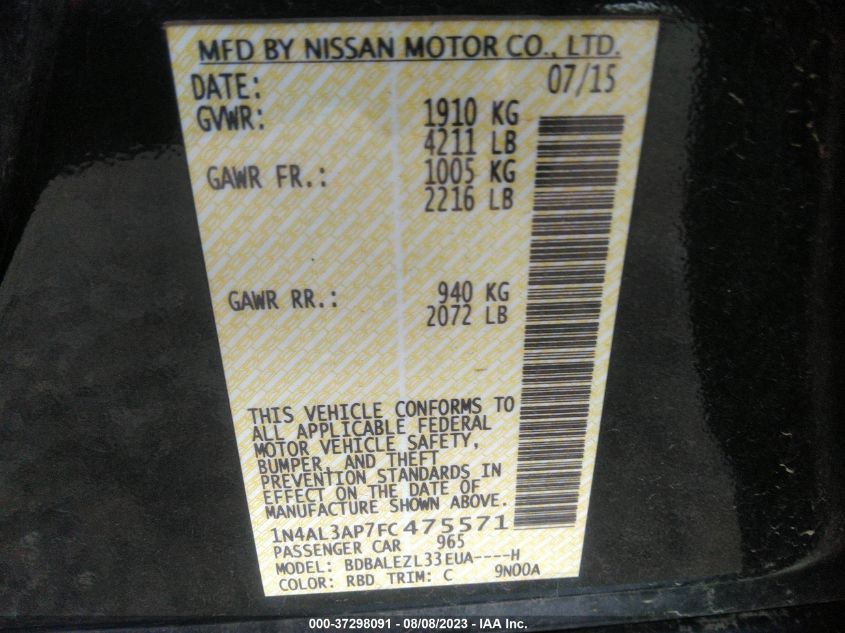 MFD BY NISSAN MOTOR CO., LTD.
DATE: 07/15
GVWR: 1910 KG
4211 LB
GAWR FR.: 1005 KG
2216 LB
GAWR RR.: 940 KG
2072 LB
THIS VEHICLE CONFORMS TO
ALL APPLICABLE FEDERAL
MOTOR VEHICLE SAFETY,
BUMPER, AND THEFT
PREVENTION STANDARDS IN
EFFECT ON THE DATE OF
MANUFACTURE SHOWN ABOVE.
1N4AL3AP7FC475571
PASSENGER CAR 965
MODEL: BDBALEZL33EUA----H
COLOR: RBD TRIM: C 9N00A
000-37298091 - 08/08/2023 - IAA Inc.